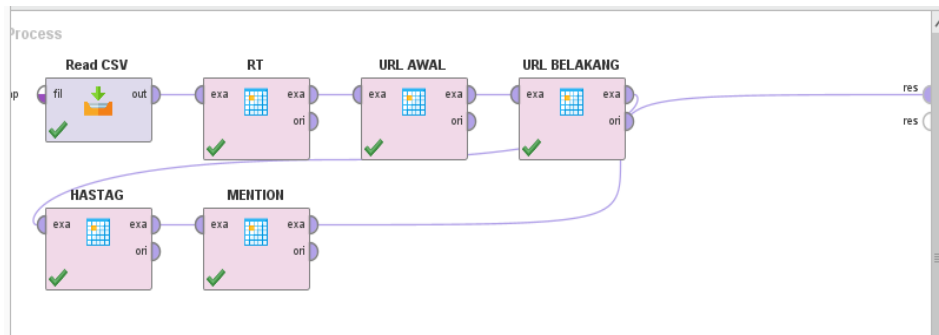 Process
Read CSV
RT
URL AWAL
URL BELAKANG
fil
out
exa
exa
ori
exa
exa
ori
exa
exa
ori
res
res
HASTAG
MENTION
exa
exa
ori
exa
exa
ori